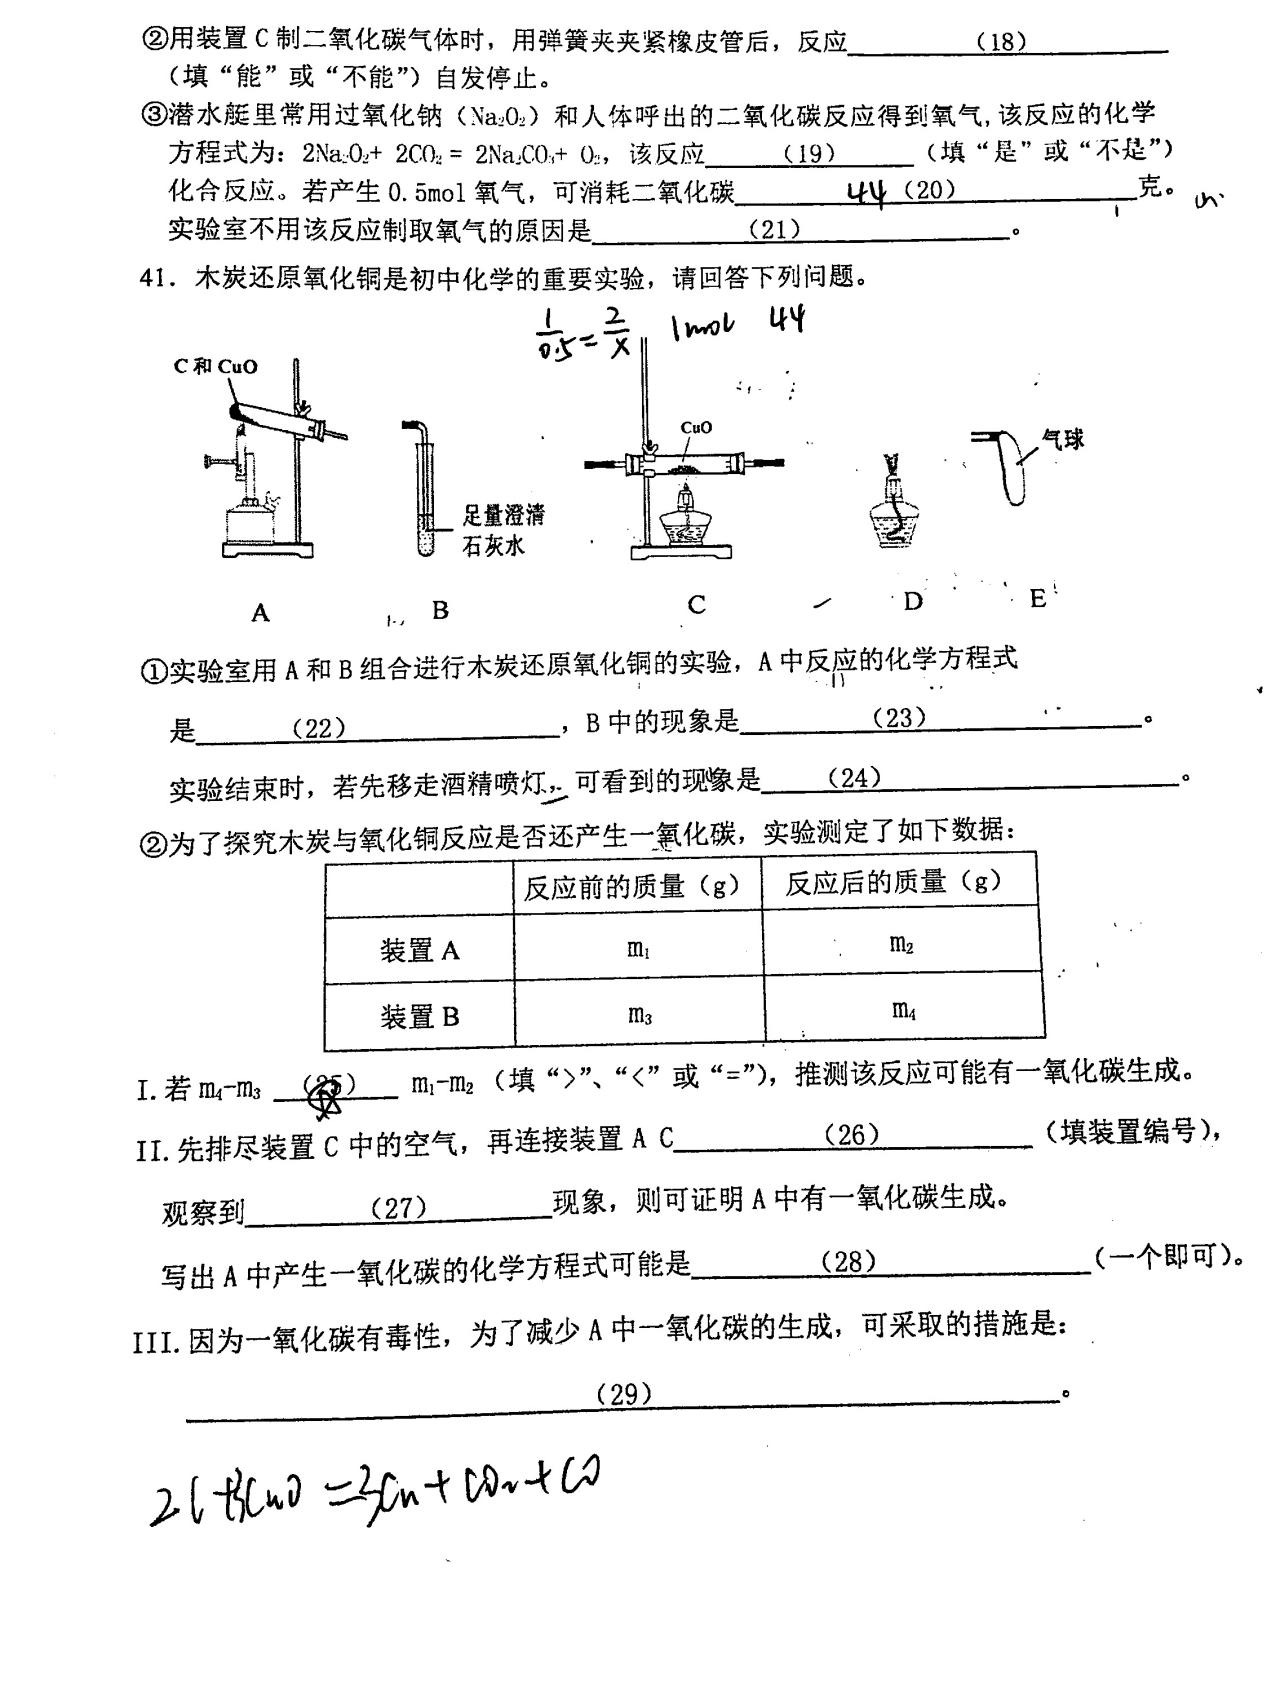 ②用装置 C 制二氧化碳气体时，用弹簧夹夹紧橡皮管后，反应 (18)
（填“能”或“不能”）自发停止。
③潜水艇里常用过氧化钠（Na₂O₂）和人体呼出的二氧化碳反应得到氧气,该反应的化学
方程式为：2Na₂O₂+ 2CO₂ = 2Na₂CO₃+ O₂，该反应 (19) （填“是”或“不是”）
化合反应。若产生 0.5mol 氧气，可消耗二氧化碳 44 (20) 克。
实验室不用该反应制取氧气的原因是 (21) 。
41. 木炭还原氧化铜是初中化学的重要实验，请回答下列问题。
1/0.5 = 2/x 1mol 44
C 和 CuO
CuO
气球
足量澄清
石灰水
A B C D E
①实验室用 A 和 B 组合进行木炭还原氧化铜的实验，A 中反应的化学方程式
是 (22) ，B 中的现象是 (23) 。
实验结束时，若先移走酒精喷灯，可看到的现象是 (24) 。
②为了探究木炭与氧化铜反应是否还产生一氧化碳，实验测定了如下数据：
反应前的质量（g） 反应后的质量（g）
装置 A m₁ m₂
装置 B m₃ m₄
I.若 m₄-m₃ (25) m₁-m₂（填“>”、“<”或“=”），推测该反应可能有一氧化碳生成。
II.先排尽装置 C 中的空气，再连接装置 A C (26) （填装置编号），
观察到 (27) 现象，则可证明 A 中有一氧化碳生成。
写出 A 中产生一氧化碳的化学方程式可能是 (28) （一个即可）。
III.因为一氧化碳有毒性，为了减少 A 中一氧化碳的生成，可采取的措施是：
(29) 。
2C+3CuO=3Cu+CO₂+CO